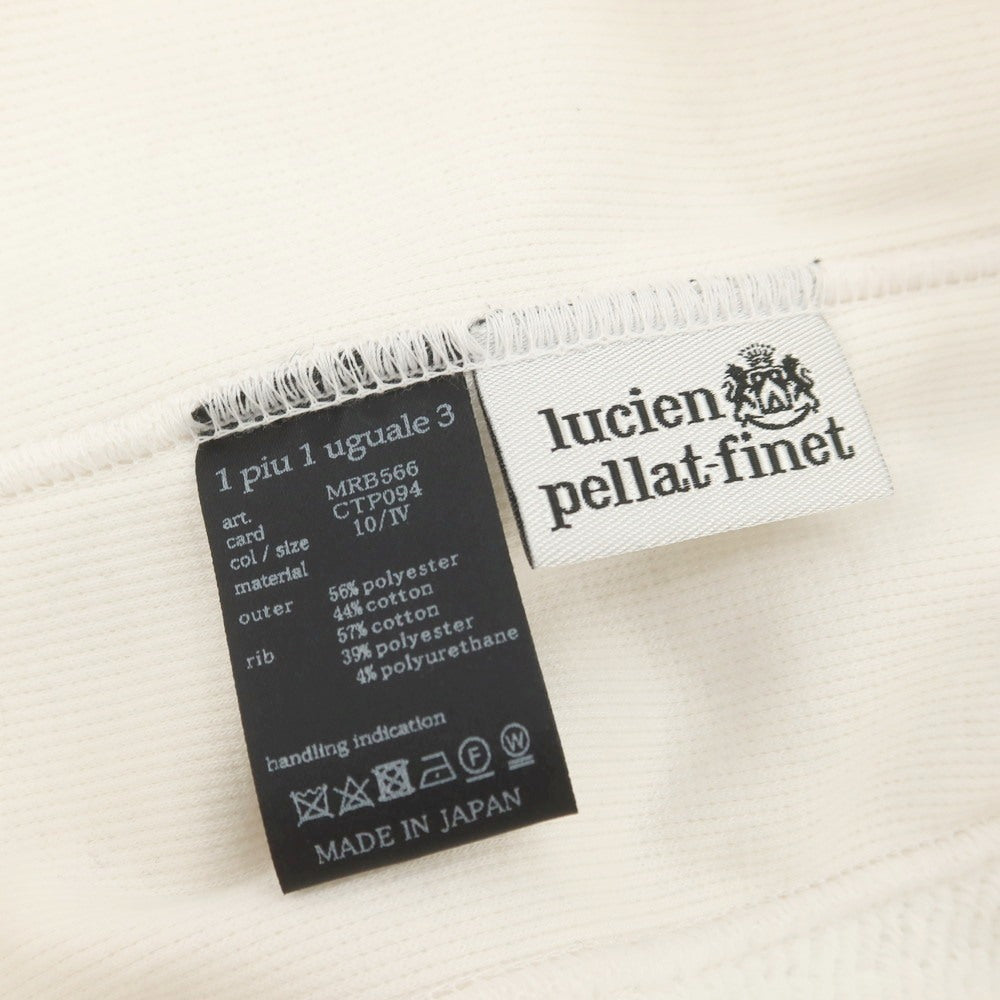 1 piu 1 uguale 3
art. MRB566
card CTP094
col / size 10/IV
material
outer 56% polyester
44% cotton
rib 57% cotton
39% polyester
4% polyurethane
handling indication
F W
MADE IN JAPAN
lucien
pellat-finet